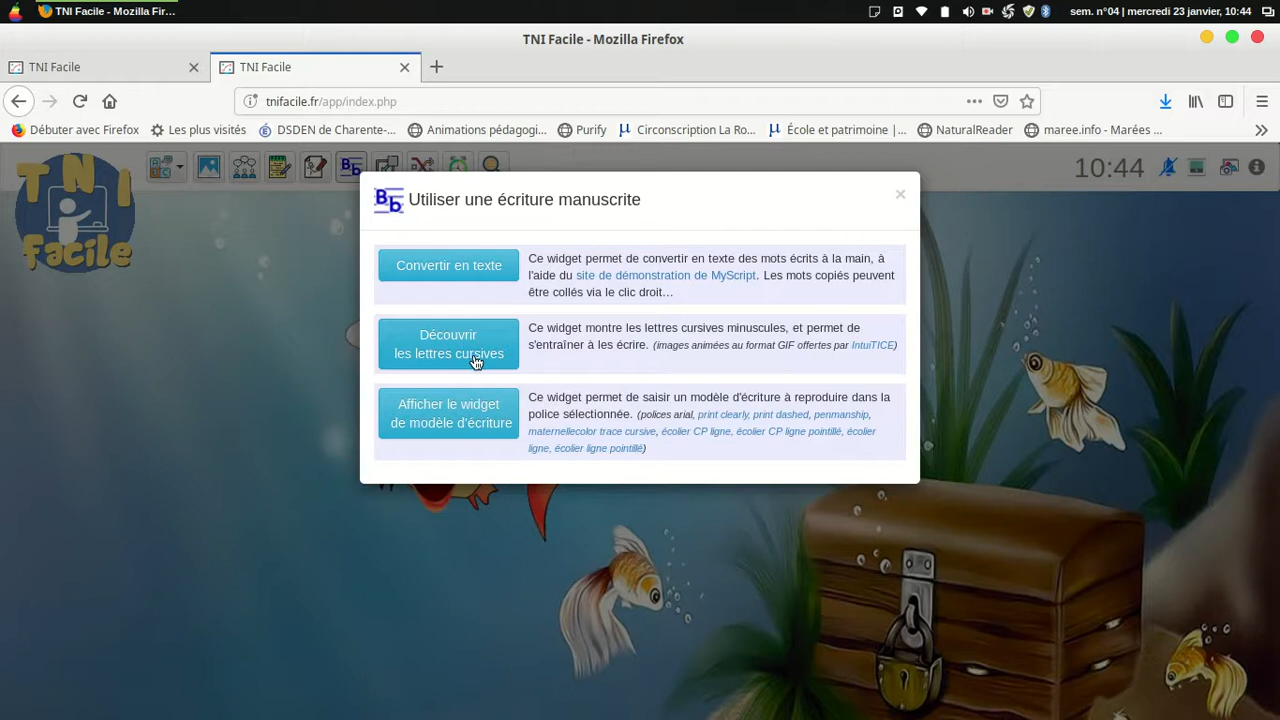 TNI Facile - Mozilla Fir...
sem. n°04 | mercredi 23 janvier, 10:44
TNI Facile - Mozilla Firefox
TNI Facile
TNI Facile
tnifacile.fr/app/index.php
Débuter avec Firefox
Les plus visités
DSDEN de Charente-...
Animations pédagogi...
Purify
Circonscription La Ro...
École et patrimoine |...
NaturalReader
maree.info - Marées ...
TNI
Facile
Bb
10:44
Bb
Utiliser une écriture manuscrite
×
Convertir en texte
Ce widget permet de convertir en texte des mots écrits à la main, à
l'aide du site de démonstration de MyScript. Les mots copiés peuvent
être collés via le clic droit...
Découvrir
les lettres cursives
Ce widget montre les lettres cursives minuscules, et permet de
s'entraîner à les écrire. (images animées au format GIF offertes par IntuiTICE)
Afficher le widget
de modèle d'écriture
Ce widget permet de saisir un modèle d'écriture à reproduire dans la
police sélectionnée. (polices arial, print clearly, print dashed, penmanship,
maternellecolor trace cursive, écolier CP ligne, écolier CP ligne pointillé, écolier
ligne, écolier ligne pointillé)